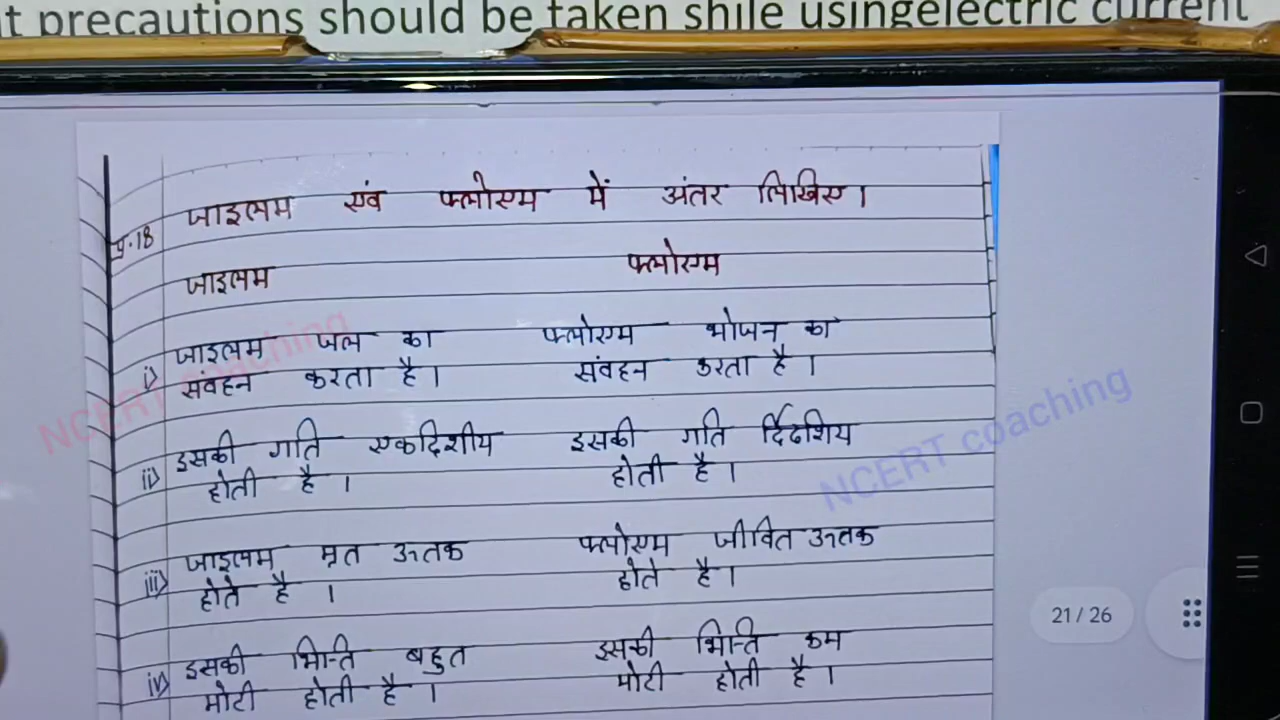 t precautions should be taken shile usingelectric current
प्र.18 जाइलम एंव फ्लोएम में अंतर लिखिए।
जाइलम फ्लोएम
i) जाइलम जल का फ्लोएम भोजन का
संवहन करता है। संवहन करता है।
ii) इसकी गति एकदिशीय इसकी गति र्दिदशिय
होती है। होती है।
iii) जाइलम मृत ऊतक फ्लोएम जीवित ऊतक
होते है। होते है।
iv) इसकी भित्ति बहुत इसकी भित्ति कम
मोटी होती है। मोटी होती है।
NCERT coaching
NCERT coaching
21 / 26